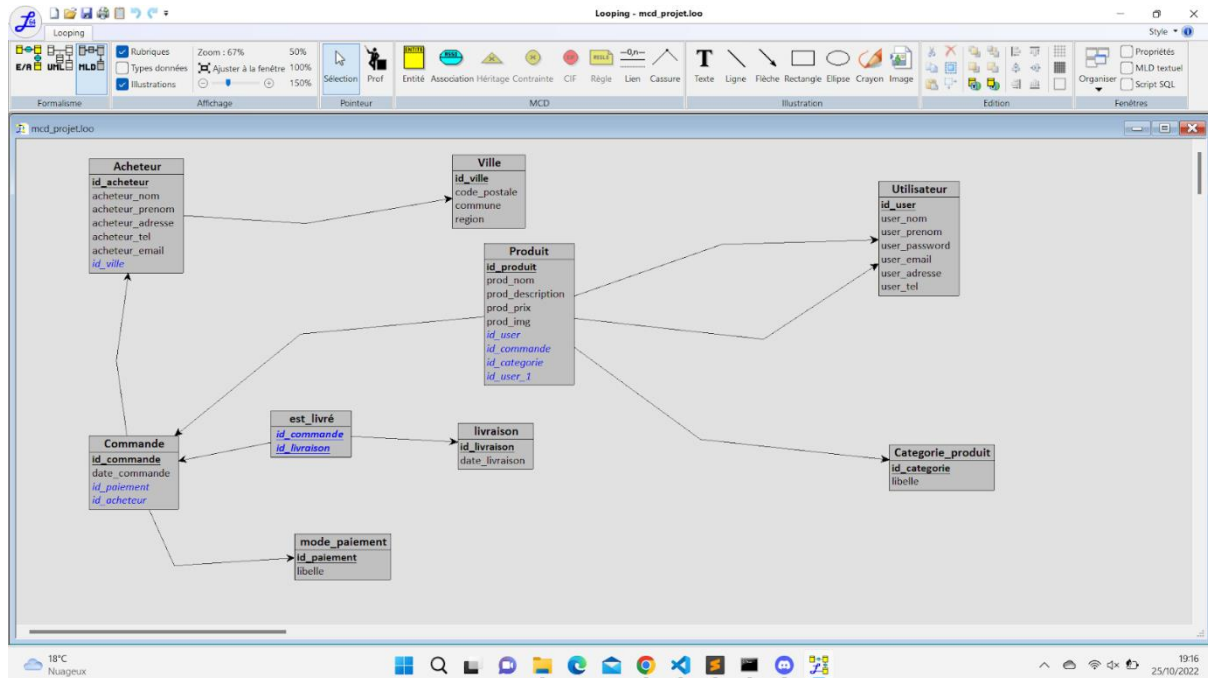 Looping - mcd_projet.loo
Looping
Style
E/R UML MLD
Rubriques
Types données
Illustrations
Zoom : 67%
Ajuster à la fenêtre
50%
100%
150%
Sélection Prof
Entité Association Héritage Contrainte CIF Règle Lien Cassure
-0,n-
Texte Ligne Flèche Rectangle Ellipse Crayon Image
Organiser
Propriétés
MLD textuel
Script SQL
Formalisme Affichage Pointeur MCD Illustration Edition Fenêtres
mcd_projet.loo
Acheteur
id_acheteur
acheteur_nom
acheteur_prenom
acheteur_adresse
acheteur_tel
acheteur_email
id_ville
Ville
id_ville
code_postale
commune
region
Utilisateur
id_user
user_nom
user_prenom
user_password
user_email
user_adresse
user_tel
Produit
id_produit
prod_nom
prod_description
prod_prix
prod_img
id_user
id_commande
id_categorie
id_user_1
est_livré
id_commande
id_livraison
livraison
id_livraison
date_livraison
Commande
id_commande
date_commande
id_paiement
id_acheteur
Categorie_produit
id_categorie
libelle
mode_paiement
id_paiement
libelle
18°C
Nuageux
19:16
25/10/2022